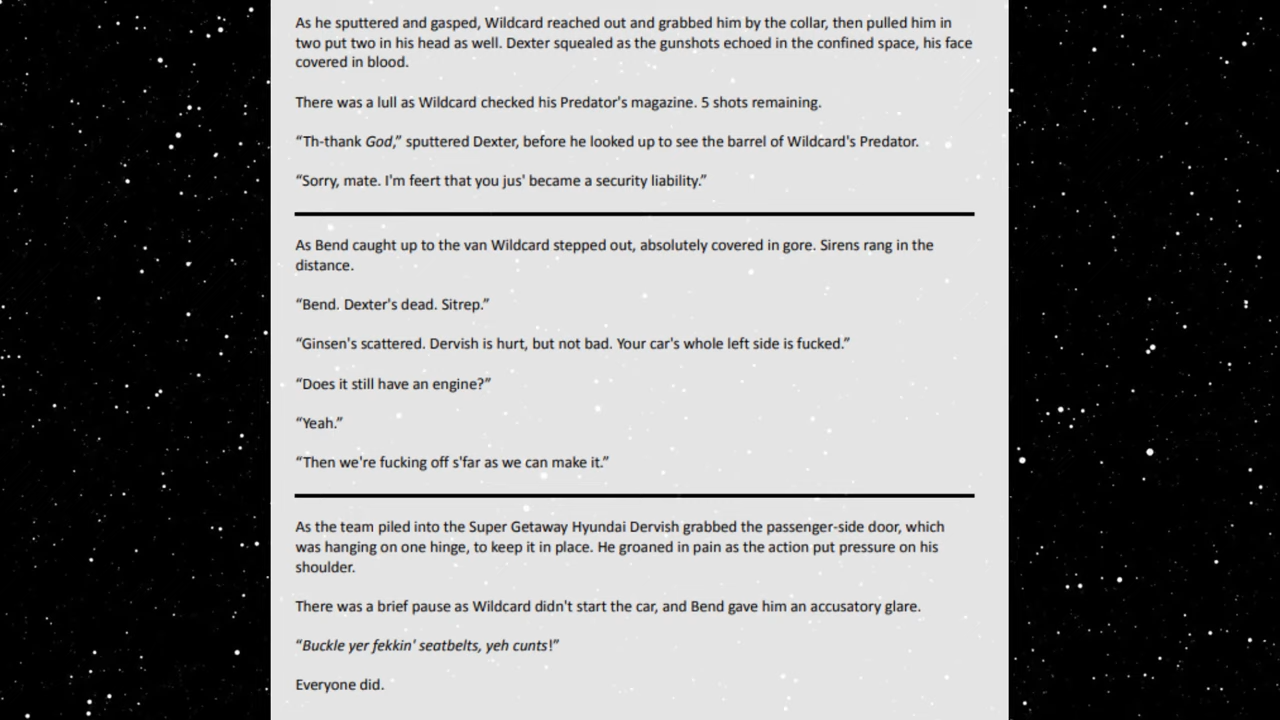 As he sputtered and gasped, Wildcard reached out and grabbed him by the collar, then pulled him in
two put two in his head as well. Dexter squealed as the gunshots echoed in the confined space, his face
covered in blood.
There was a lull as Wildcard checked his Predator's magazine. 5 shots remaining.
“Th-thank God,” sputtered Dexter, before he looked up to see the barrel of Wildcard's Predator.
“Sorry, mate. I'm feert that you jus' became a security liability.”
As Bend caught up to the van Wildcard stepped out, absolutely covered in gore. Sirens rang in the
distance.
“Bend. Dexter's dead. Sitrep.”
“Ginsen's scattered. Dervish is hurt, but not bad. Your car's whole left side is fucked.”
“Does it still have an engine?”
“Yeah.”
“Then we're fucking off s'far as we can make it.”
As the team piled into the Super Getaway Hyundai Dervish grabbed the passenger-side door, which
was hanging on one hinge, to keep it in place. He groaned in pain as the action put pressure on his
shoulder.
There was a brief pause as Wildcard didn't start the car, and Bend gave him an accusatory glare.
“Buckle yer fekkin' seatbelts, yeh cunts!”
Everyone did.